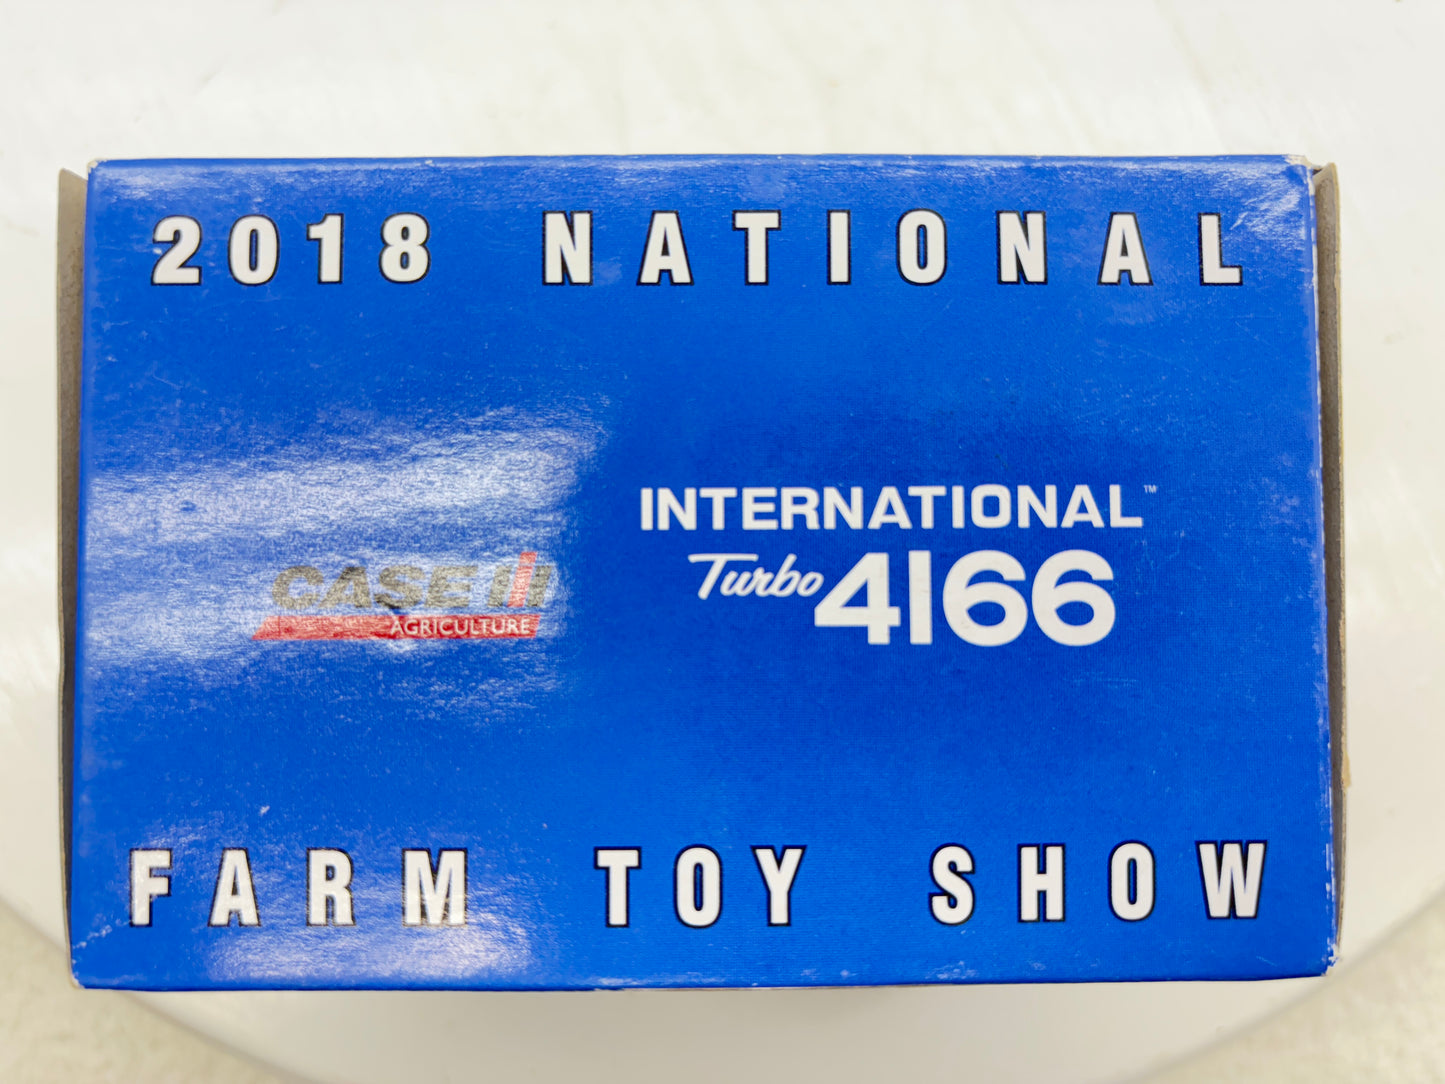 2018 NATIONAL
INTERNATIONAL™
Turbo 4166
CASE IH
AGRICULTURE
FARM TOY SHOW